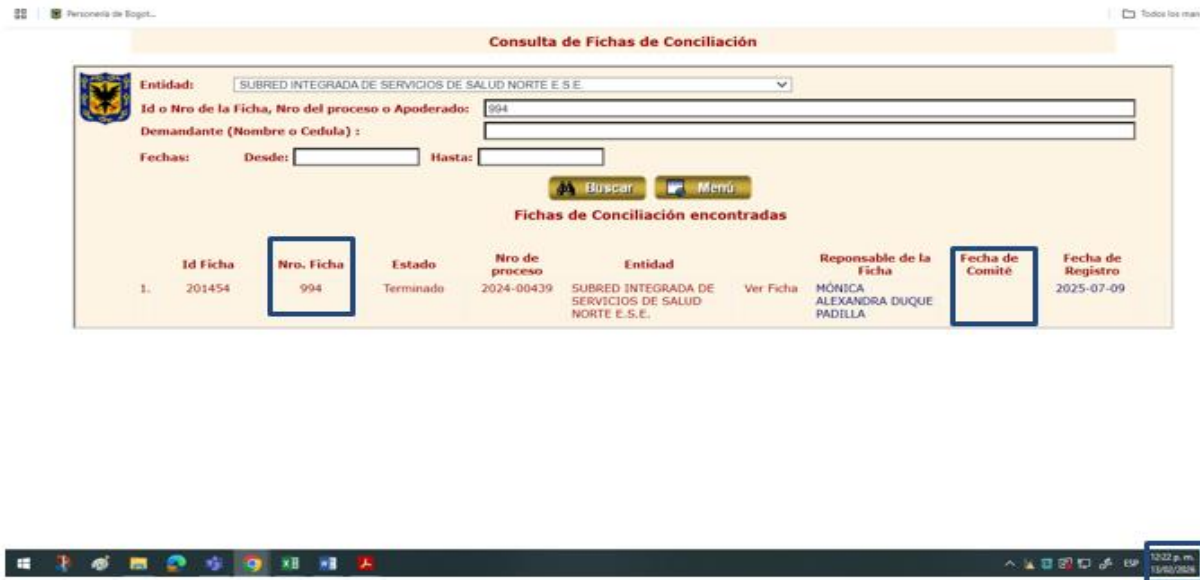 Personería de Bogot...
Todos los mar
Consulta de Fichas de Conciliación
Entidad: SUBRED INTEGRADA DE SERVICIOS DE SALUD NORTE E.S.E.
Id o Nro de la Ficha, Nro del proceso o Apoderado: 994
Demandante (Nombre o Cedula) :
Fechas: Desde: Hasta:
Buscar Menú
Fichas de Conciliación encontradas
Id Ficha Nro. Ficha Estado Nro de proceso Entidad Reponsable de la Ficha Fecha de Comité Fecha de Registro
1. 201454 994 Terminado 2024-00439 SUBRED INTEGRADA DE Ver Ficha MÓNICA 2025-07-09
SERVICIOS DE SALUD ALEXANDRA DUQUE
NORTE E.S.E. PADILLA
ESP 12:22 p. m.
13/02/2026